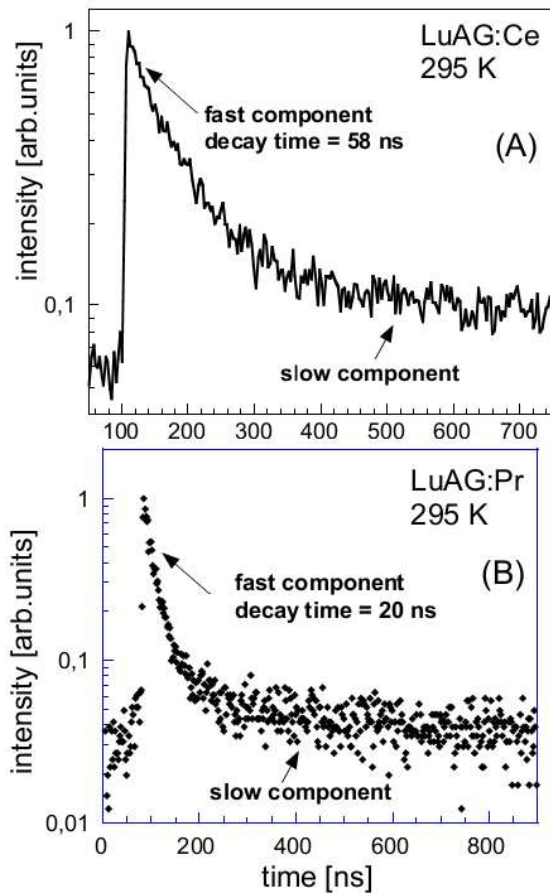 LuAG:Ce
295 K
(A)
fast component
decay time = 58 ns
slow component
intensity [arb.units]
1
0,1
100 200 300 400 500 600 700
LuAG:Pr
295 K
(B)
fast component
decay time = 20 ns
slow component
intensity [arb.units]
1
0,1
0,01
0 200 400 600 800
time [ns]